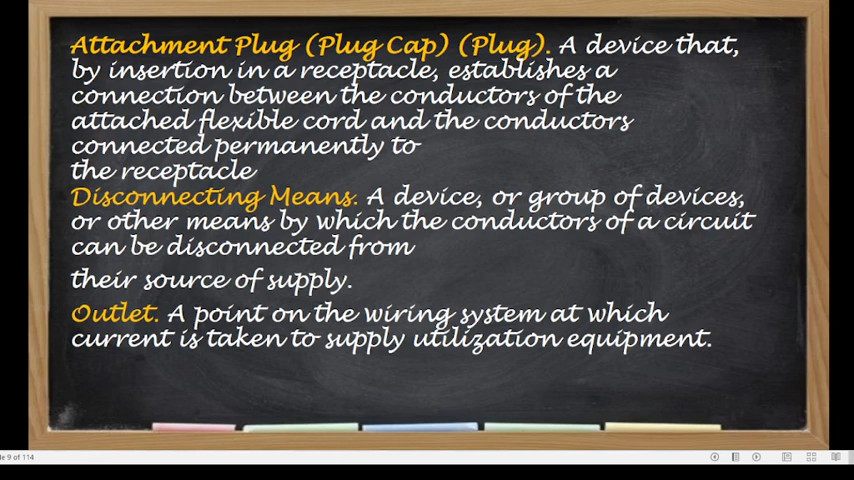 Attachment Plug (Plug Cap) (Plug). A device that,
by insertion in a receptacle, establishes a
connection between the conductors of the
attached flexible cord and the conductors
connected permanently to
the receptacle
Disconnecting Means. A device, or group of devices,
or other means by which the conductors of a circuit
can be disconnected from
their source of supply.
Outlet. A point on the wiring system at which
current is taken to supply utilization equipment.
9 of 114